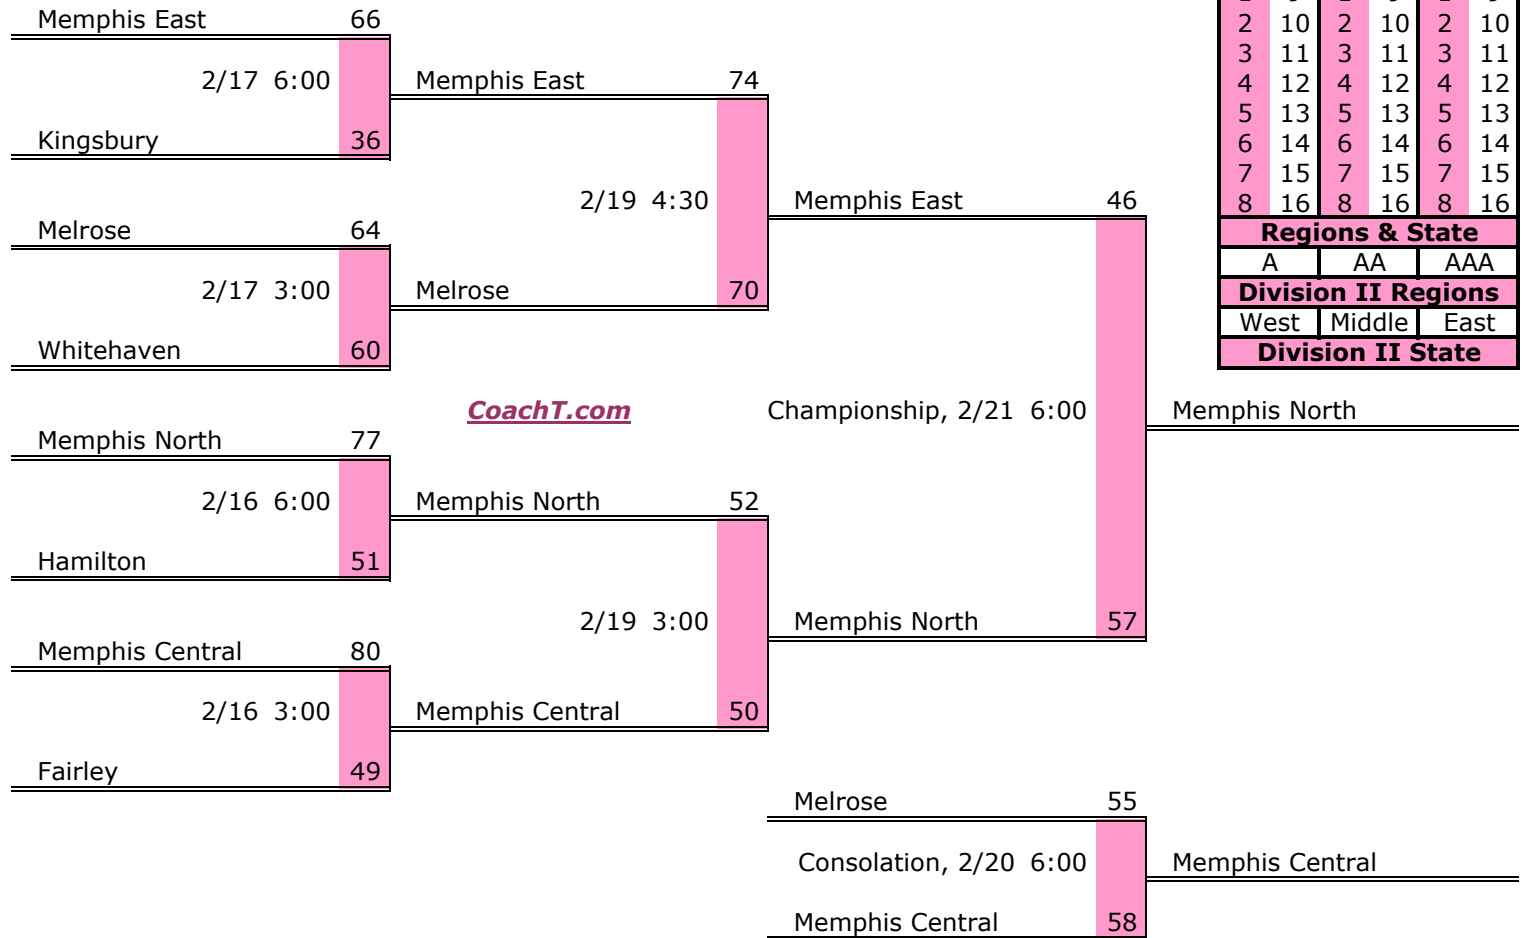 Memphis East 66
2/17 6:00
Kingsbury 36
Melrose 64
2/17 3:00
Whitehaven 60
Memphis North 77
2/16 6:00
Hamilton 51
Memphis Central 80
2/16 3:00
Fairley 49
Memphis East 74
2/19 4:30
Melrose 70
CoachT.com
Memphis North 52
2/19 3:00
Memphis Central 50
Memphis East 46
Championship, 2/21 6:00
Memphis North 57
Memphis North
Melrose 55
Consolation, 2/20 6:00
Memphis Central 58
Memphis Central
2 10 2 10 2 10
3 11 3 11 3 11
4 12 4 12 4 12
5 13 5 13 5 13
6 14 6 14 6 14
7 15 7 15 7 15
8 16 8 16 8 16
Regions & State
A AA AAA
Division II Regions
West Middle East
Division II State